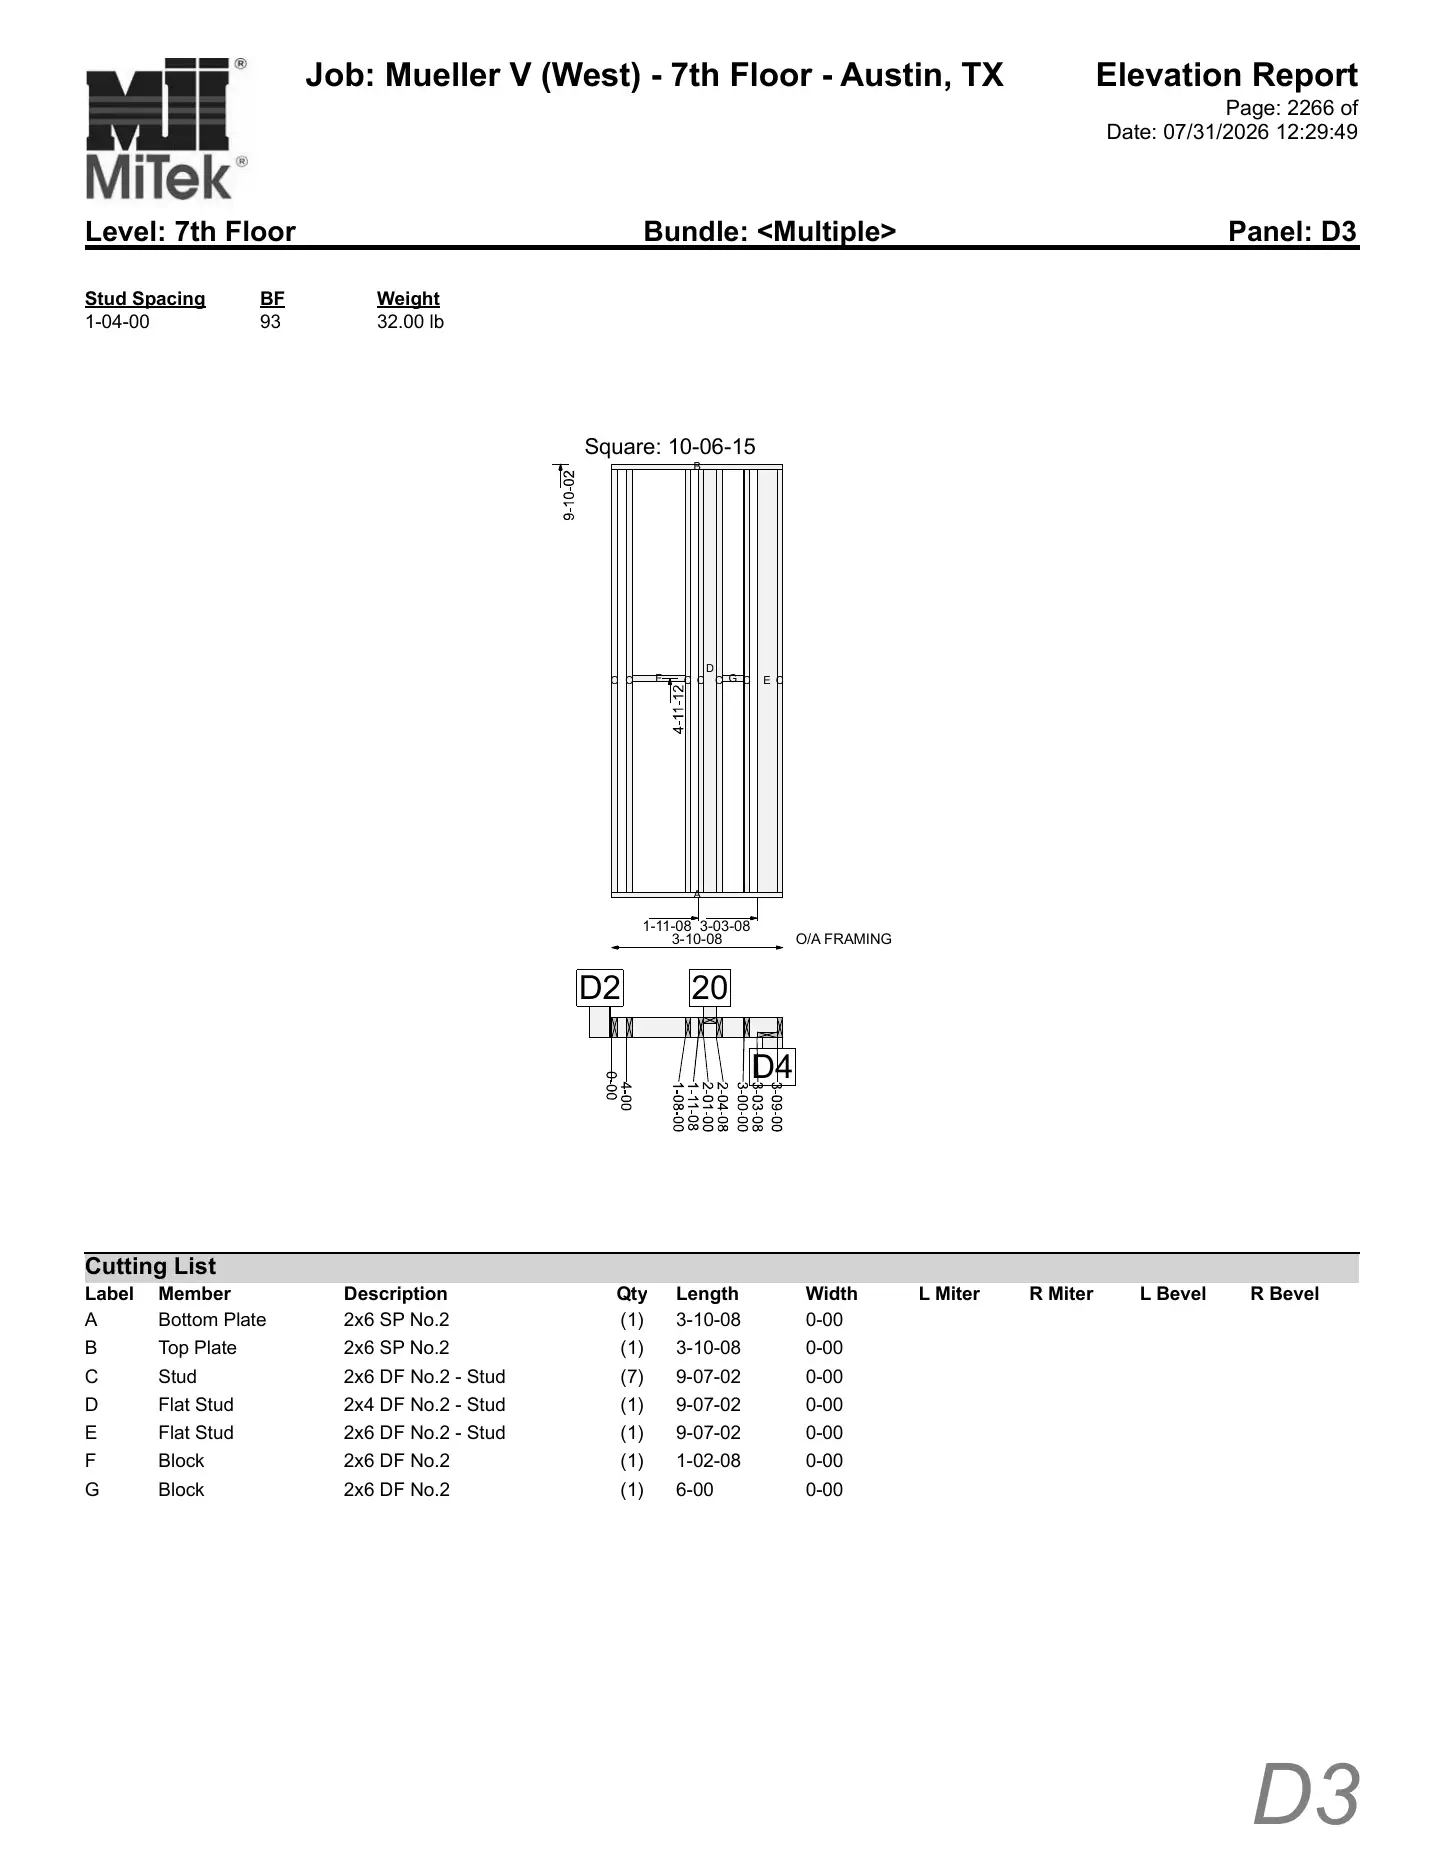 Job: Mueller V (West) - 7th Floor - Austin, TX
Elevation Report
Page: 2266 of
Date: 07/31/2026 12:29:49
MiTek®
Level: 7th Floor Bundle: <Multiple> Panel: D3
Stud Spacing BF Weight
1-04-00 93 32.00 lb
Square: 10-06-15
B
9-10-02
D
F G E
4-11-12
A
1-11-08 3-03-08
3-10-08 O/A FRAMING
D2 20
D4
0-00 4-00 1-08-00 1-11-08 2-01-00 2-04-08 3-00-00 3-03-08 3-09-00
Cutting List
Label Member Description Qty Length Width L Miter R Miter L Bevel R Bevel
A Bottom Plate 2x6 SP No.2 (1) 3-10-08 0-00
B Top Plate 2x6 SP No.2 (1) 3-10-08 0-00
C Stud 2x6 DF No.2 - Stud (7) 9-07-02 0-00
D Flat Stud 2x4 DF No.2 - Stud (1) 9-07-02 0-00
E Flat Stud 2x6 DF No.2 - Stud (1) 9-07-02 0-00
F Block 2x6 DF No.2 (1) 1-02-08 0-00
G Block 2x6 DF No.2 (1) 6-00 0-00
D3